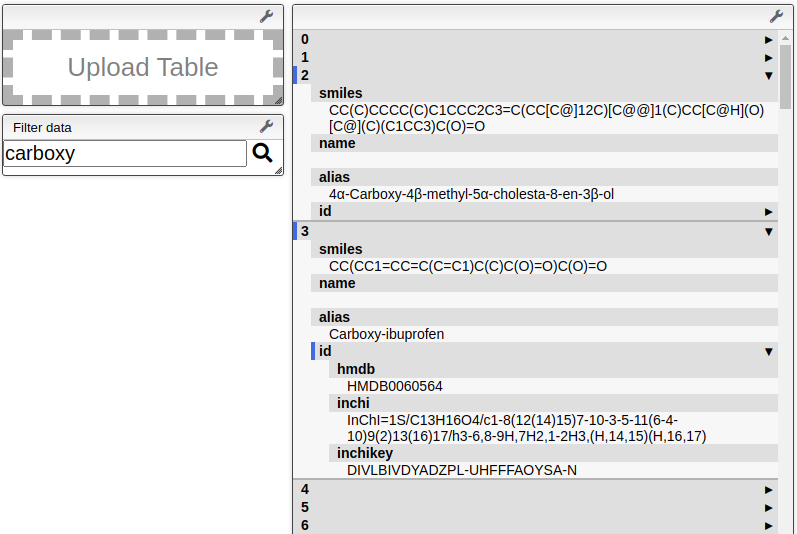 Upload Table
Filter data
carboxy
0
1
2
smiles
CC(C)CCCC(C)C1CCC2C3=C(CC[C@]12C)[C@@]1(C)CC[C@H](O)
[C@](C)(C1CC3)C(O)=O
name
alias
4α-Carboxy-4β-methyl-5α-cholesta-8-en-3β-ol
id
3
smiles
CC(CC1=CC=C(C=C1)C(C)C(O)=O)C(O)=O
name
alias
Carboxy-ibuprofen
id
hmdb
HMDB0060564
inchi
InChI=1S/C13H16O4/c1-8(12(14)15)7-10-3-5-11(6-4-
10)9(2)13(16)17/h3-6,8-9H,7H2,1-2H3,(H,14,15)(H,16,17)
inchikey
DIVLBIVDYADZPL-UHFFFAOYSA-N
4
5
6